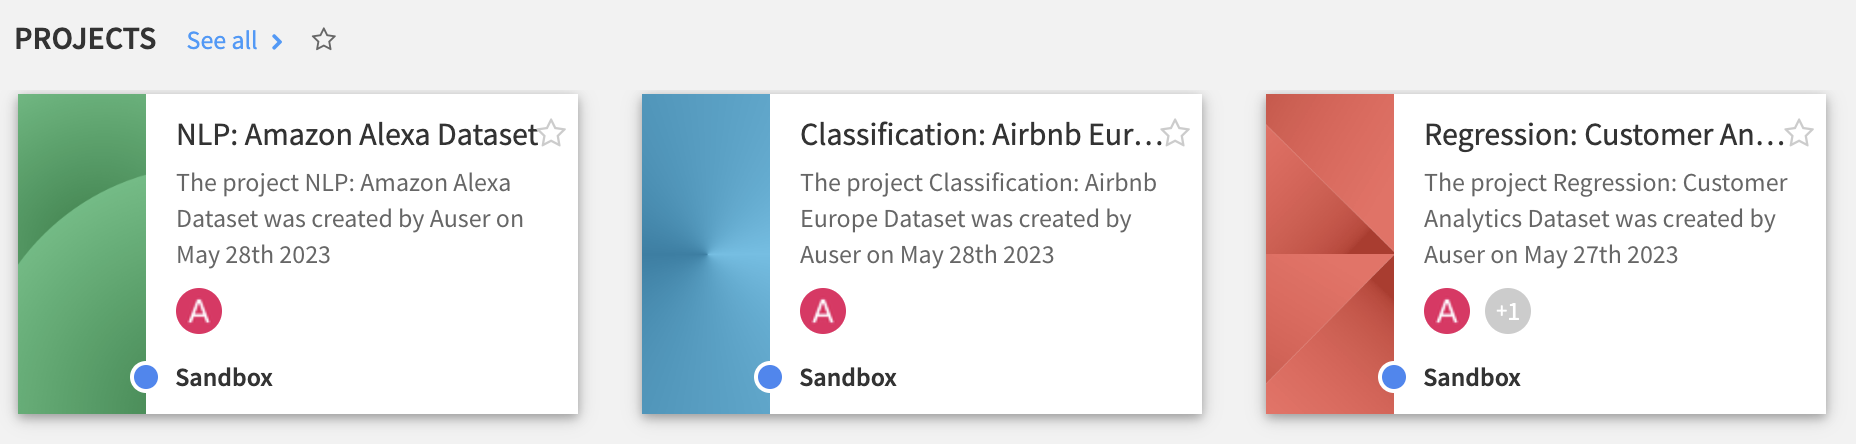 PROJECTS See all
NLP: Amazon Alexa Dataset
The project NLP: Amazon Alexa
Dataset was created by Auser on
May 28th 2023
A
Sandbox
Classification: Airbnb Eur...
The project Classification: Airbnb
Europe Dataset was created by
Auser on May 28th 2023
A
Sandbox
Regression: Customer An...
The project Regression: Customer
Analytics Dataset was created by
Auser on May 27th 2023
A +1
Sandbox